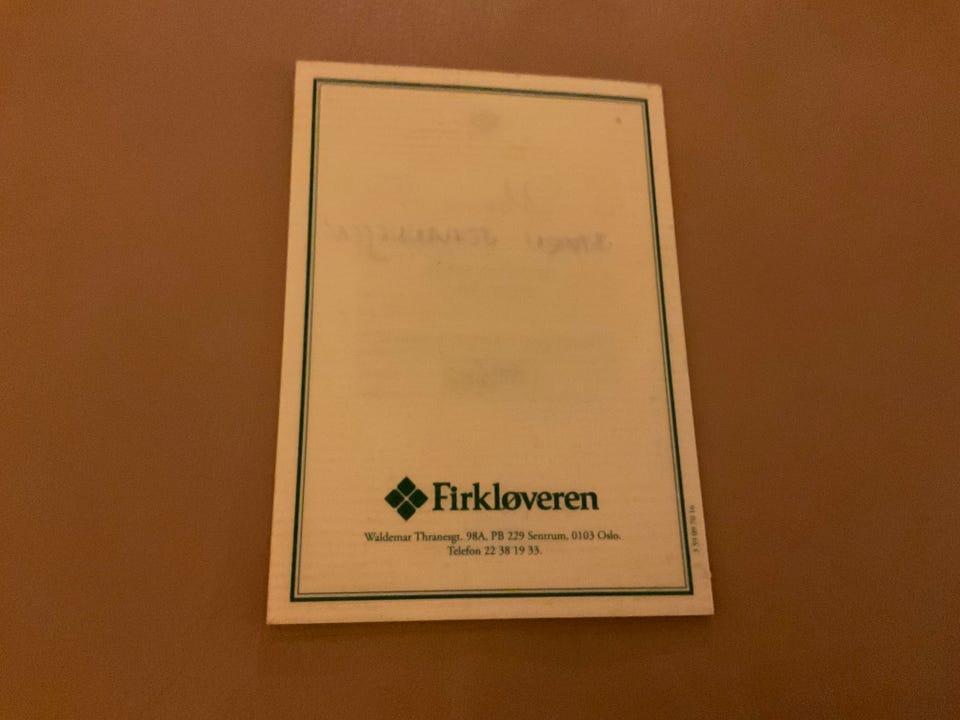 Firkløveren
Waldemar Thranesgt. 98A, PB 229 Sentrum, 0103 Oslo.
Telefon 22 38 19 33.